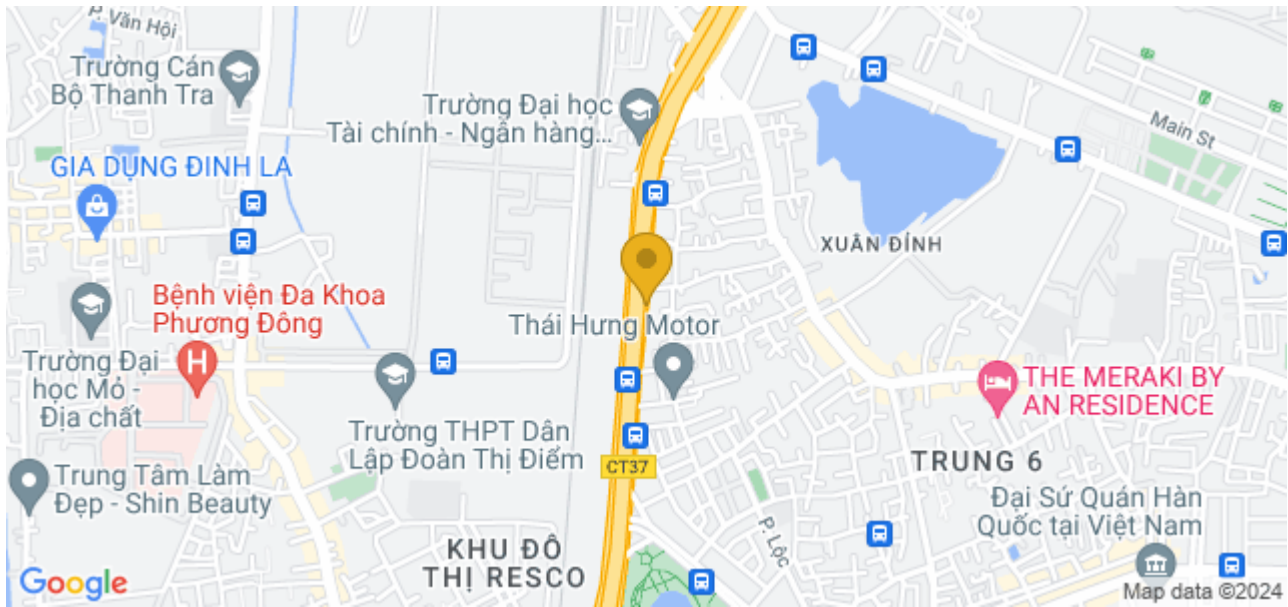 P. Văn Hội
Trường Cán
Bộ Thanh Tra
Trường Đại học
Tài chính - Ngân hàng...
Main St
GIA DỤNG ĐINH LA
XUÂN ĐỈNH
Bệnh viện Đa Khoa
Phương Đông
Thái Hưng Motor
Trường Đại
học Mỏ -
Địa chất
THE MERAKI BY
AN RESIDENCE
Trường THPT Dân
Lập Đoàn Thị Điểm
TRUNG 6
CT37
Trung Tâm Làm
Đẹp - Shin Beauty
Đại Sứ Quán Hàn
Quốc tại Việt Nam
P. Lộc
KHU ĐÔ
THỊ RESCO
Google
Map data ©2024